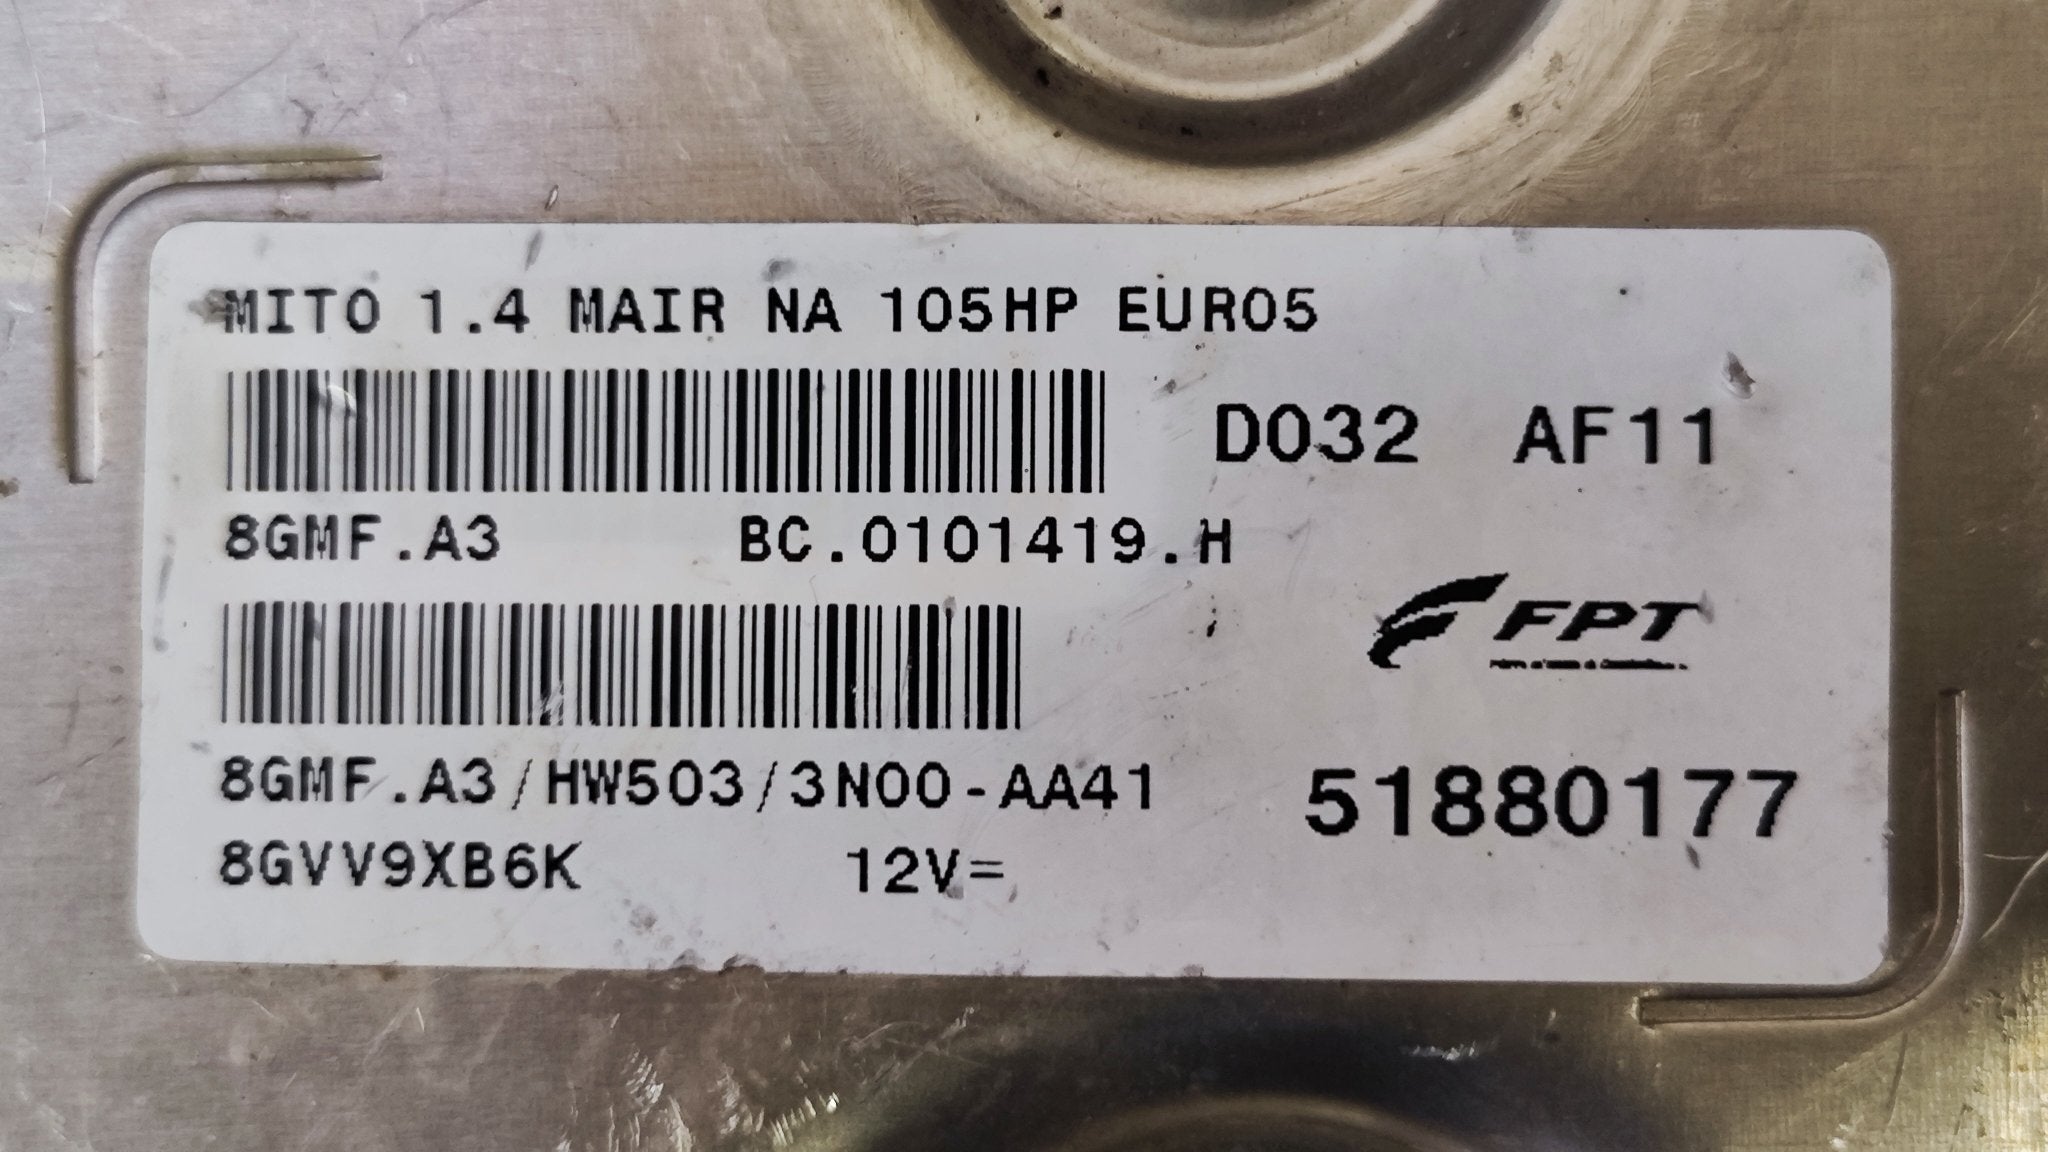 MITO 1.4 MAIR NA 105HP EURO5
D032 AF11
8GMF.A3 BC.0101419.H
FPT
8GMF.A3/HW503/3N00-AA41
51880177
8GVV9XB6K 12V=